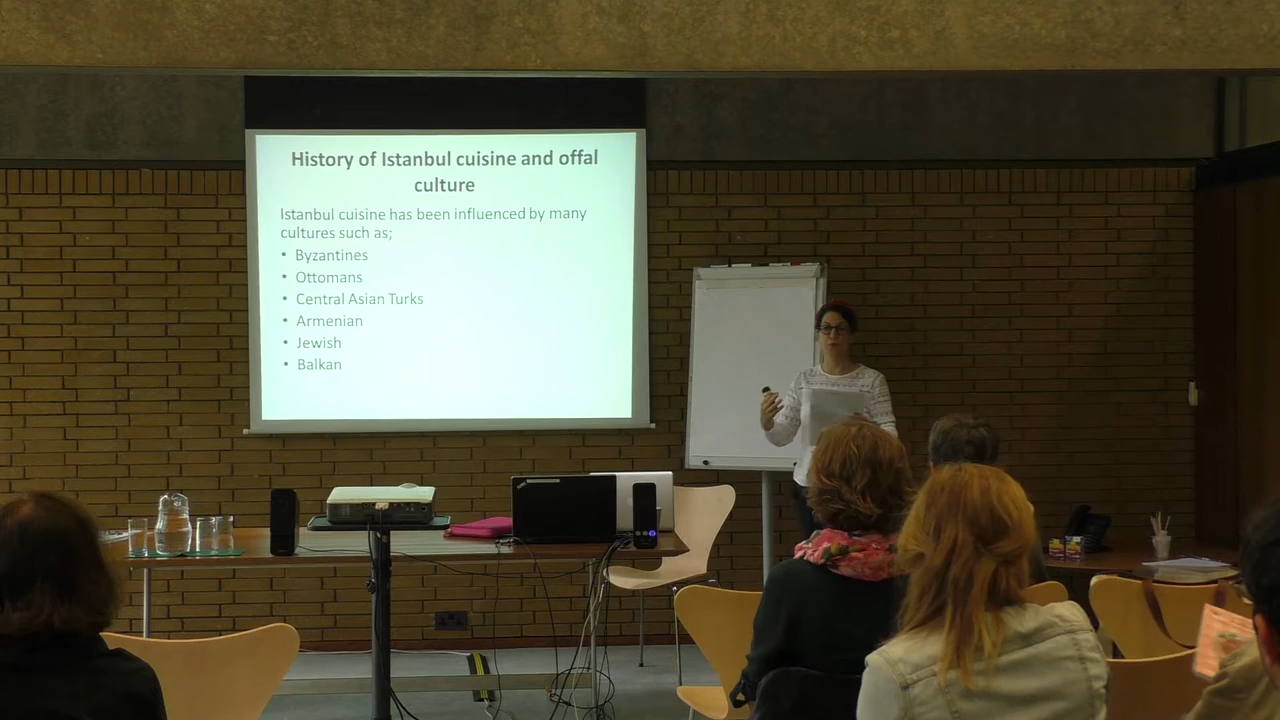 History of Istanbul cuisine and offal
culture
Istanbul cuisine has been influenced by many
cultures such as;
• Byzantines
• Ottomans
• Central Asian Turks
• Armenian
• Jewish
• Balkan